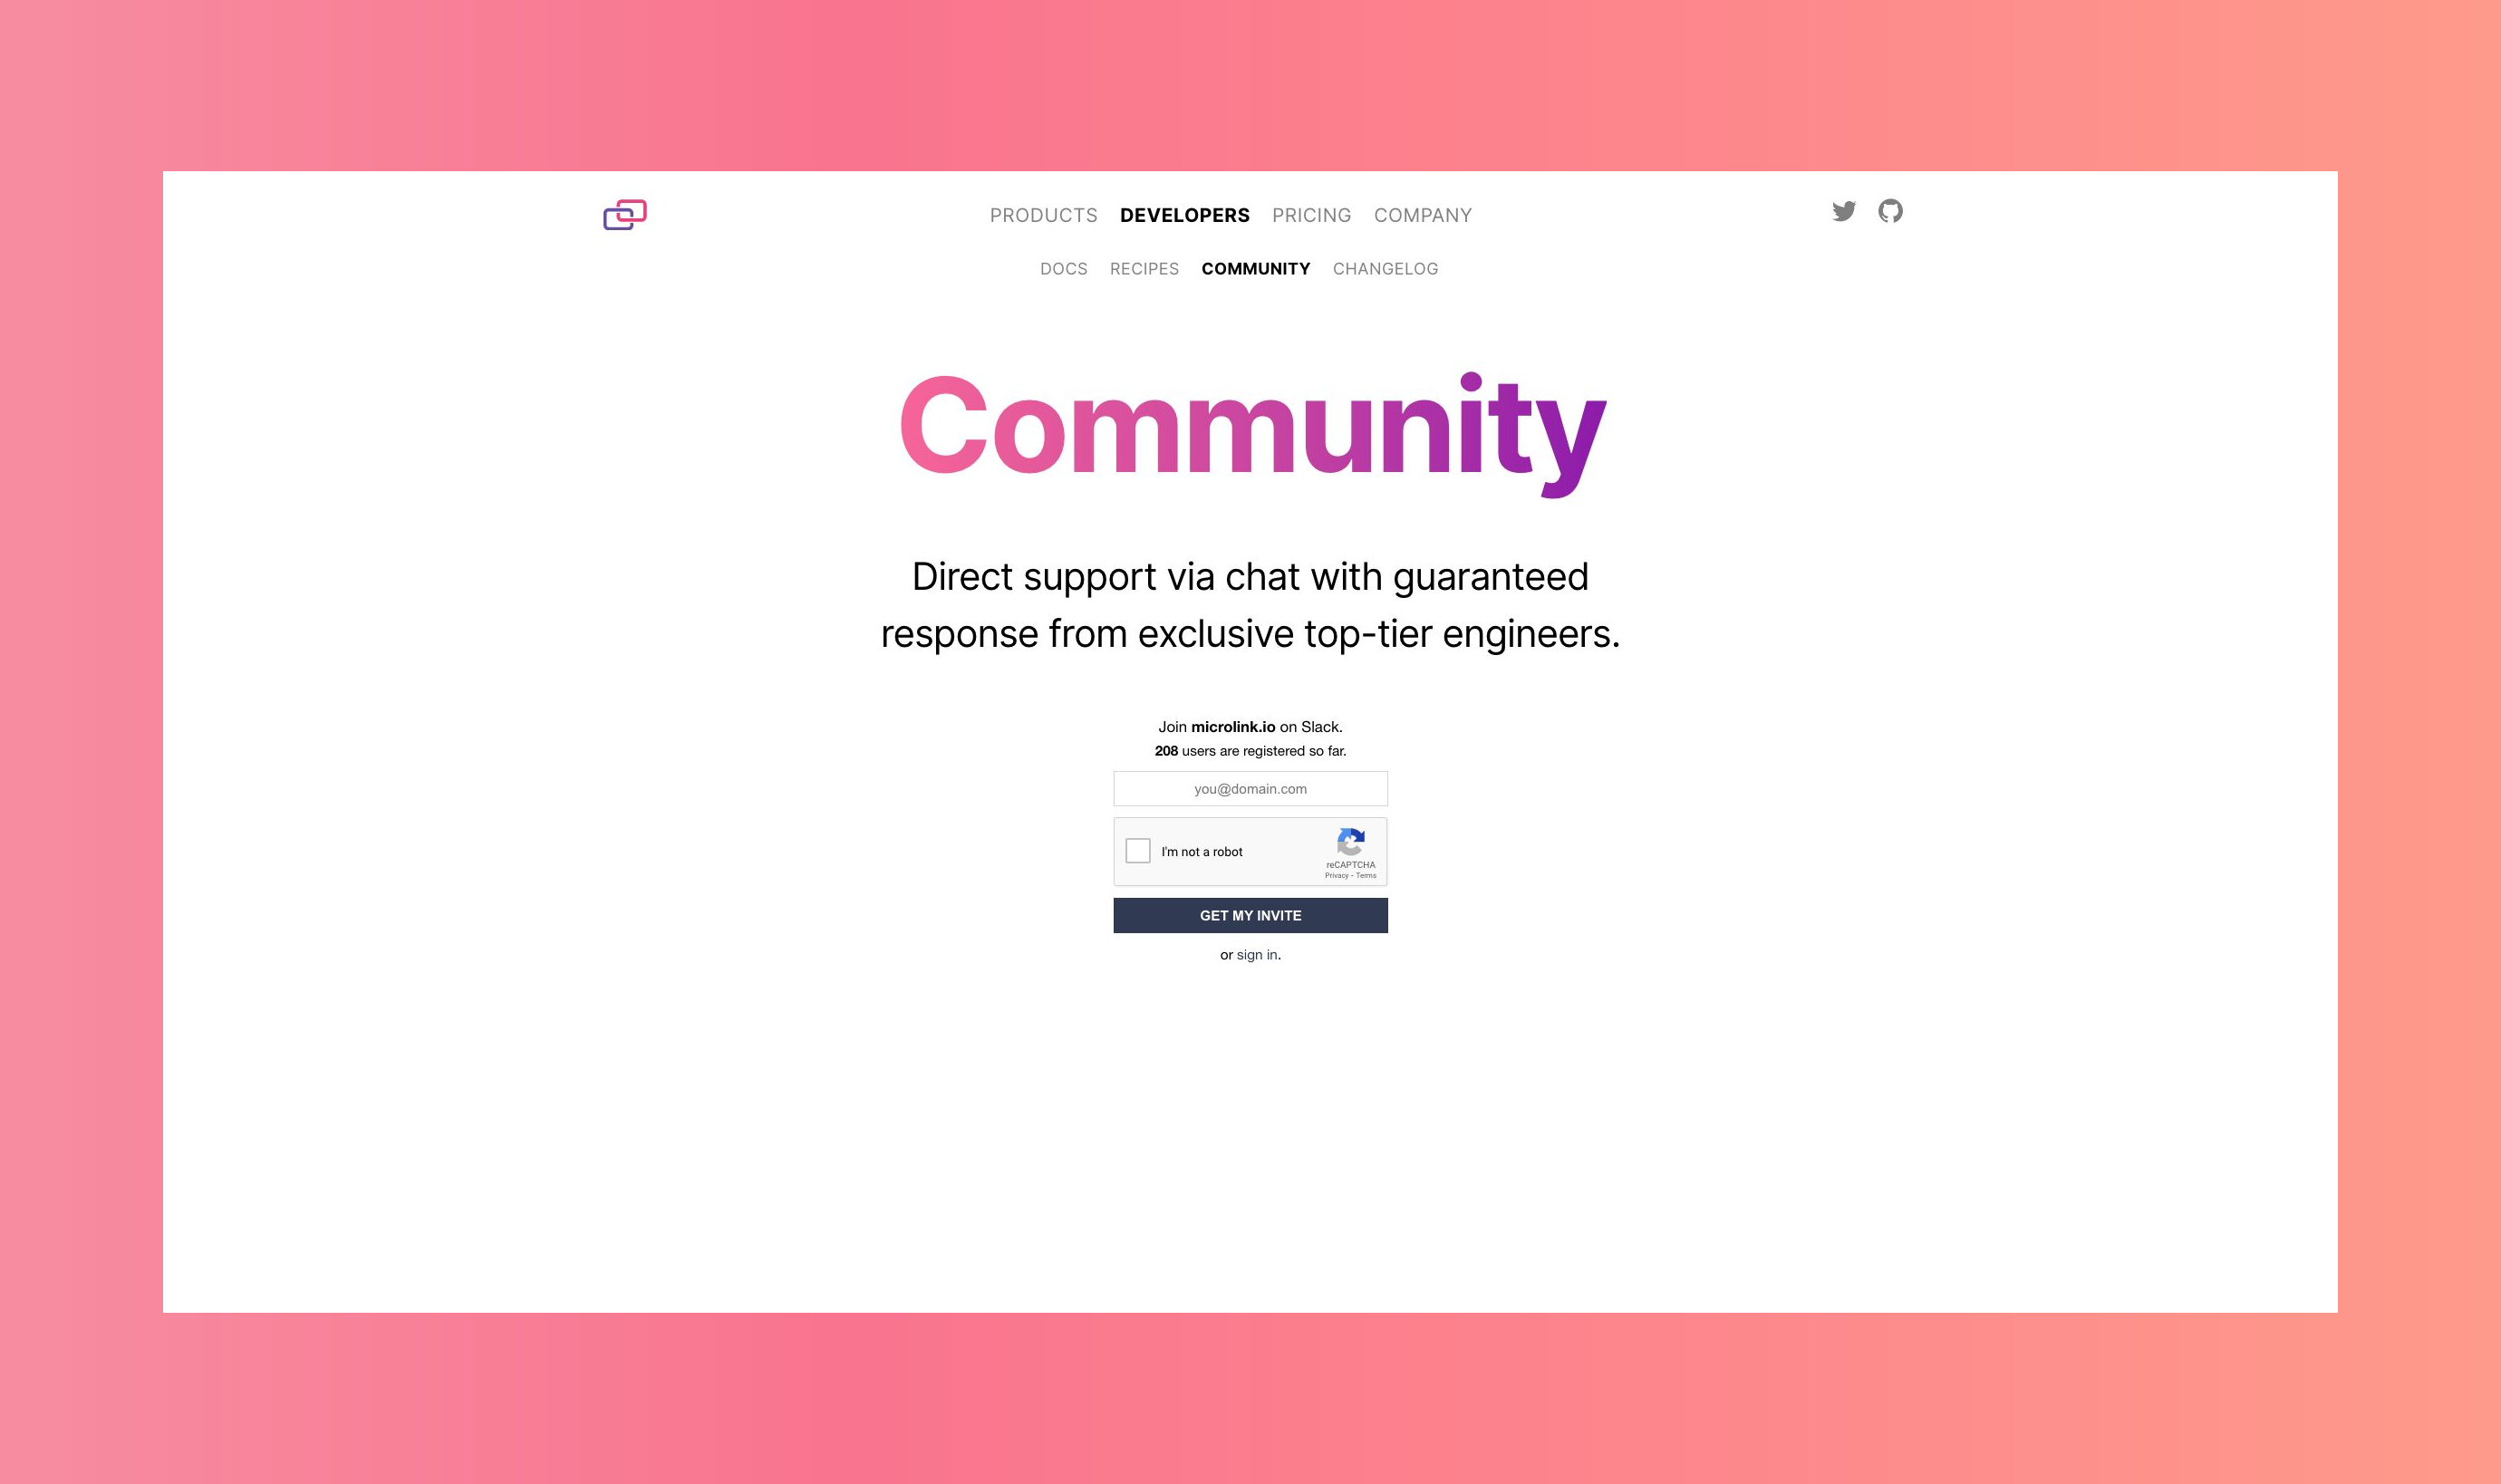 PRODUCTS DEVELOPERS PRICING COMPANY
DOCS RECIPES COMMUNITY CHANGELOG
Community
Direct support via chat with guaranteed
response from exclusive top-tier engineers.
Join microlink.io on Slack.
208 users are registered so far.
you@domain.com
I'm not a robot
reCAPTCHA
Privacy - Terms
GET MY INVITE
or sign in.